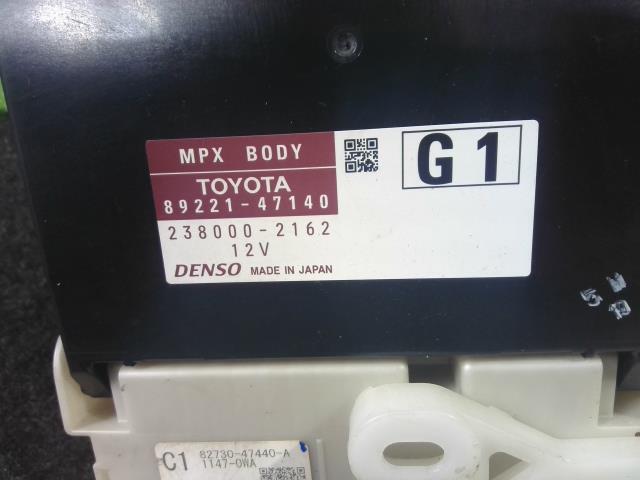 MPX BODY
TOYOTA
89221-47140
238000-2162
12V
DENSO MADE IN JAPAN
G1
C1
82730-47440-A
1147-0WA